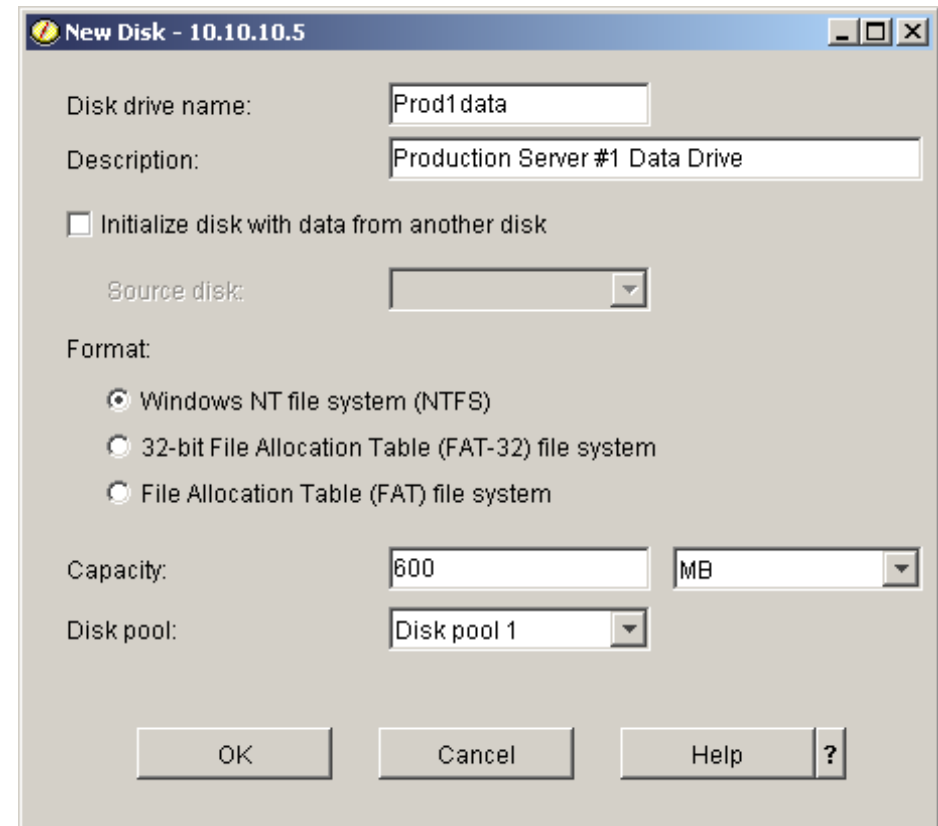 New Disk - 10.10.10.5
Disk drive name: Prod1data
Description: Production Server #1 Data Drive
Initialize disk with data from another disk
Source disk:
Format:
Windows NT file system (NTFS)
32-bit File Allocation Table (FAT-32) file system
File Allocation Table (FAT) file system
Capacity: 600 MB
Disk pool: Disk pool 1
OK Cancel Help ?